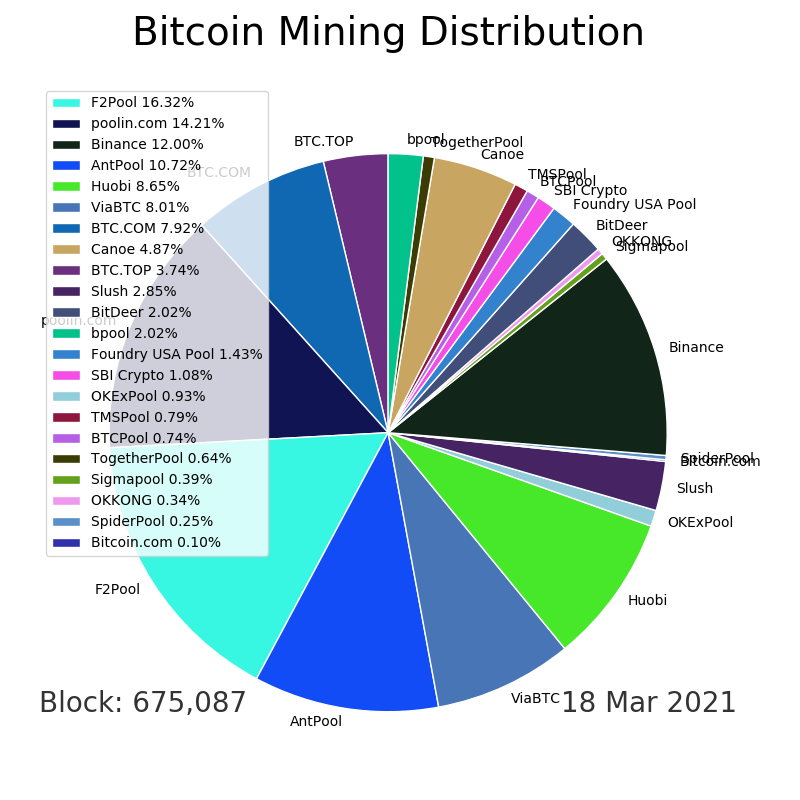 Bitcoin Mining Distribution
F2Pool 16.32%
poolin.com 14.21%
Binance 12.00%
AntPool 10.72%
Huobi 8.65%
ViaBTC 8.01%
BTC.COM 7.92%
Canoe 4.87%
BTC.TOP 3.74%
Slush 2.85%
BitDeer 2.02%
bpool 2.02%
Foundry USA Pool 1.43%
SBI Crypto 1.08%
OKExPool 0.93%
TMSPool 0.79%
BTCPool 0.74%
TogetherPool 0.64%
Sigmapool 0.39%
OKKONG 0.34%
SpiderPool 0.25%
Bitcoin.com 0.10%
BTC.TOP
BTC.COM
poolin.com
F2Pool
AntPool
ViaBTC
Huobi
OKExPool
Slush
Bitcoin.com
SpiderPool
Binance
Sigmapool
OKKONG
BitDeer
Foundry USA Pool
SBI Crypto
BTCPool
TMSPool
Canoe
TogetherPool
bpool
Block: 675,087
18 Mar 2021